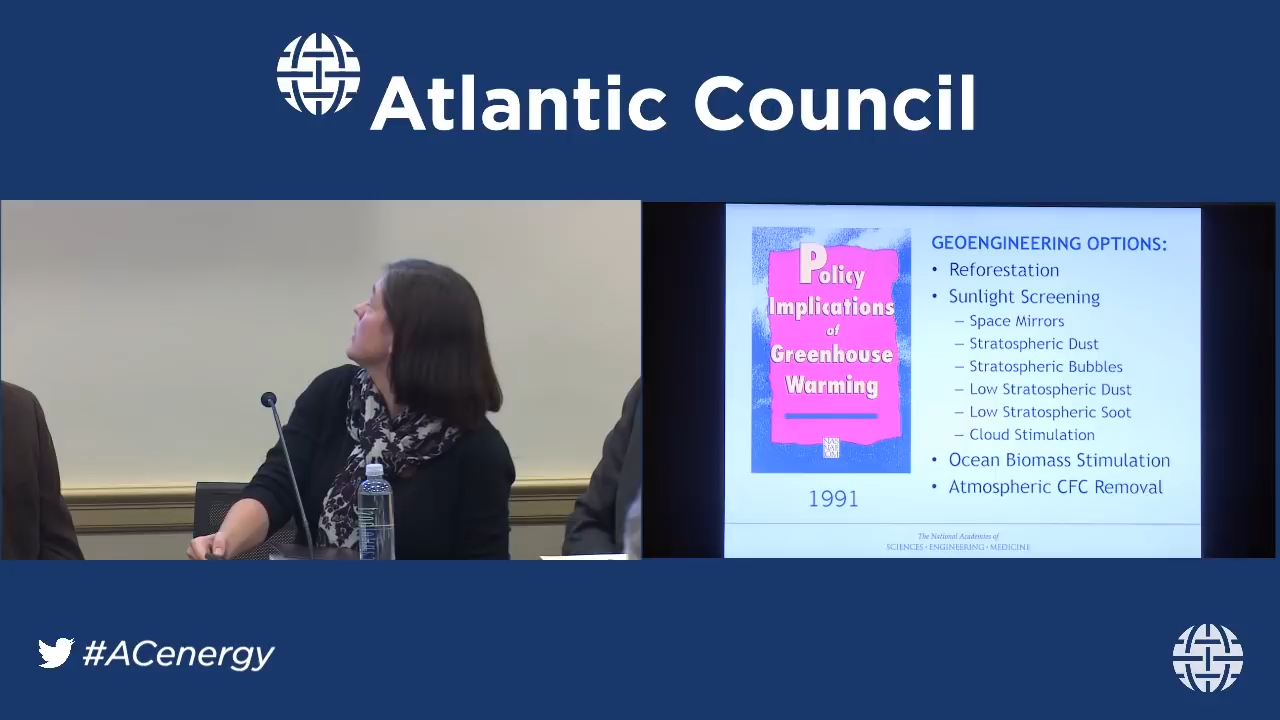 Atlantic Council
Policy
Implications
of
Greenhouse
Warming
1991
GEOENGINEERING OPTIONS:
• Reforestation
• Sunlight Screening
– Space Mirrors
– Stratospheric Dust
– Stratospheric Bubbles
– Low Stratospheric Dust
– Low Stratospheric Soot
– Cloud Stimulation
• Ocean Biomass Stimulation
• Atmospheric CFC Removal
The National Academies of
SCIENCES • ENGINEERING • MEDICINE
#ACenergy